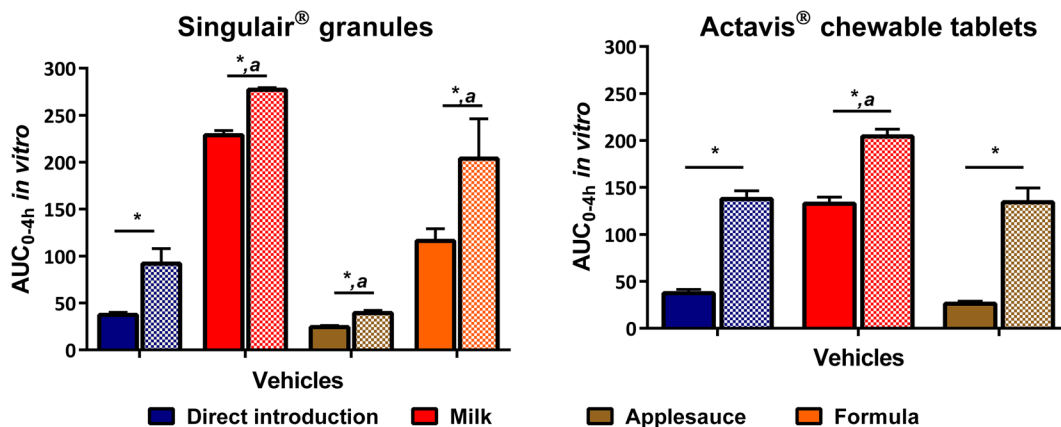 Singulair® granules
AUC0-4h in vitro
300
250
200
150
100
50
0
*
*,a
*,a
*,a
Vehicles
Actavis® chewable tablets
AUC0-4h in vitro
300
250
200
150
100
50
0
*
*,a
*
Vehicles
Direct introduction Milk Applesauce Formula